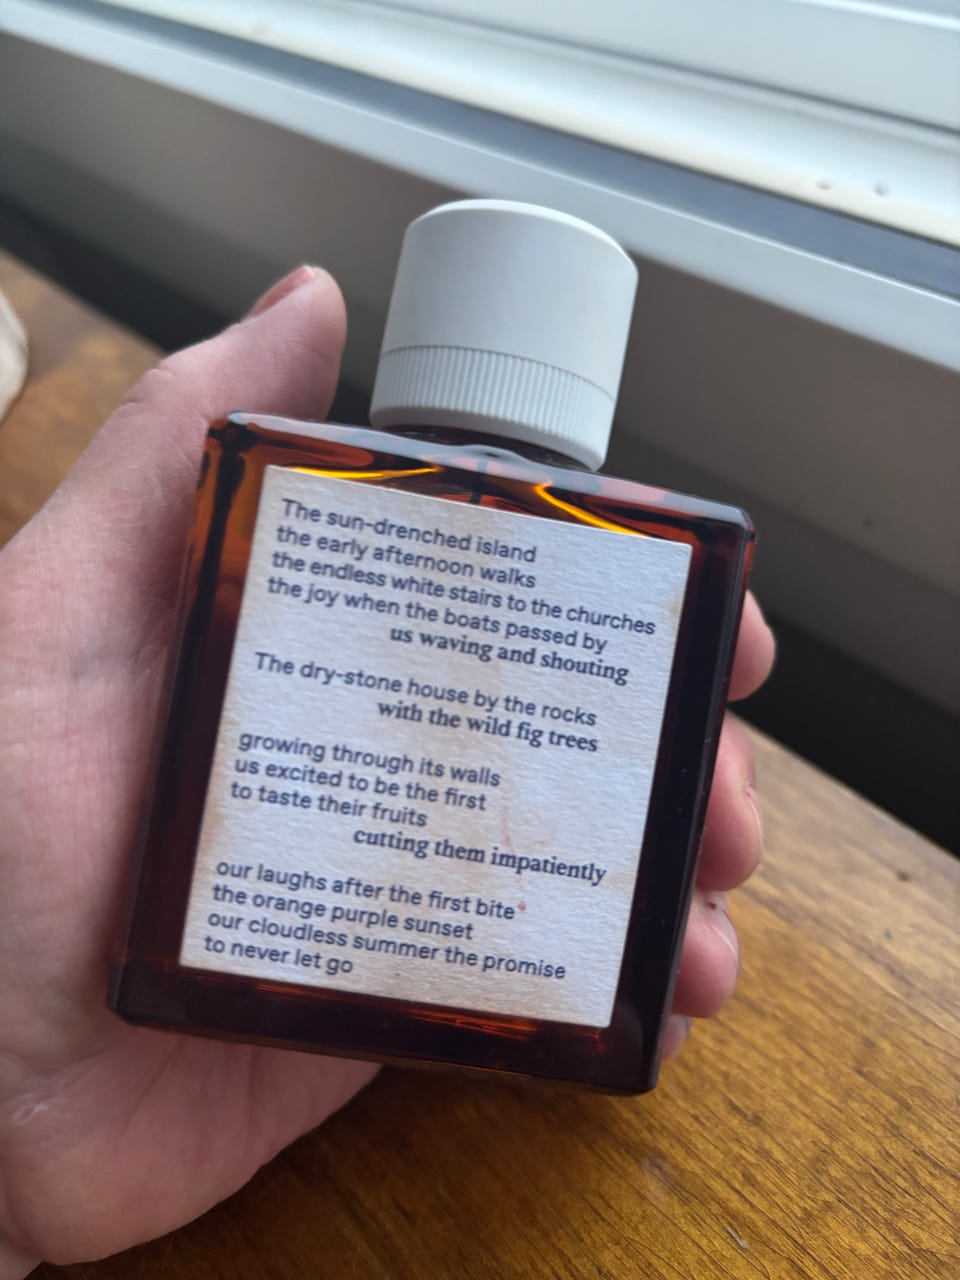 The sun-drenched island
the early afternoon walks
the endless white stairs to the churches
the joy when the boats passed by
us waving and shouting
The dry-stone house by the rocks
with the wild fig trees
growing through its walls
us excited to be the first
to taste their fruits
cutting them impatiently
our laughs after the first bite
the orange purple sunset
our cloudless summer the promise
to never let go